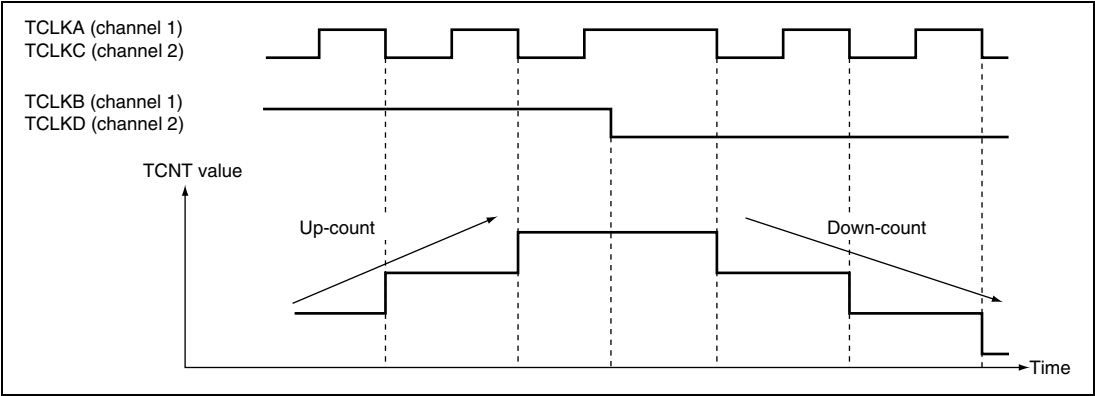 TCLKA (channel 1)
TCLKC (channel 2)
TCLKB (channel 1)
TCLKD (channel 2)
TCNT value
Up-count
Down-count
Time